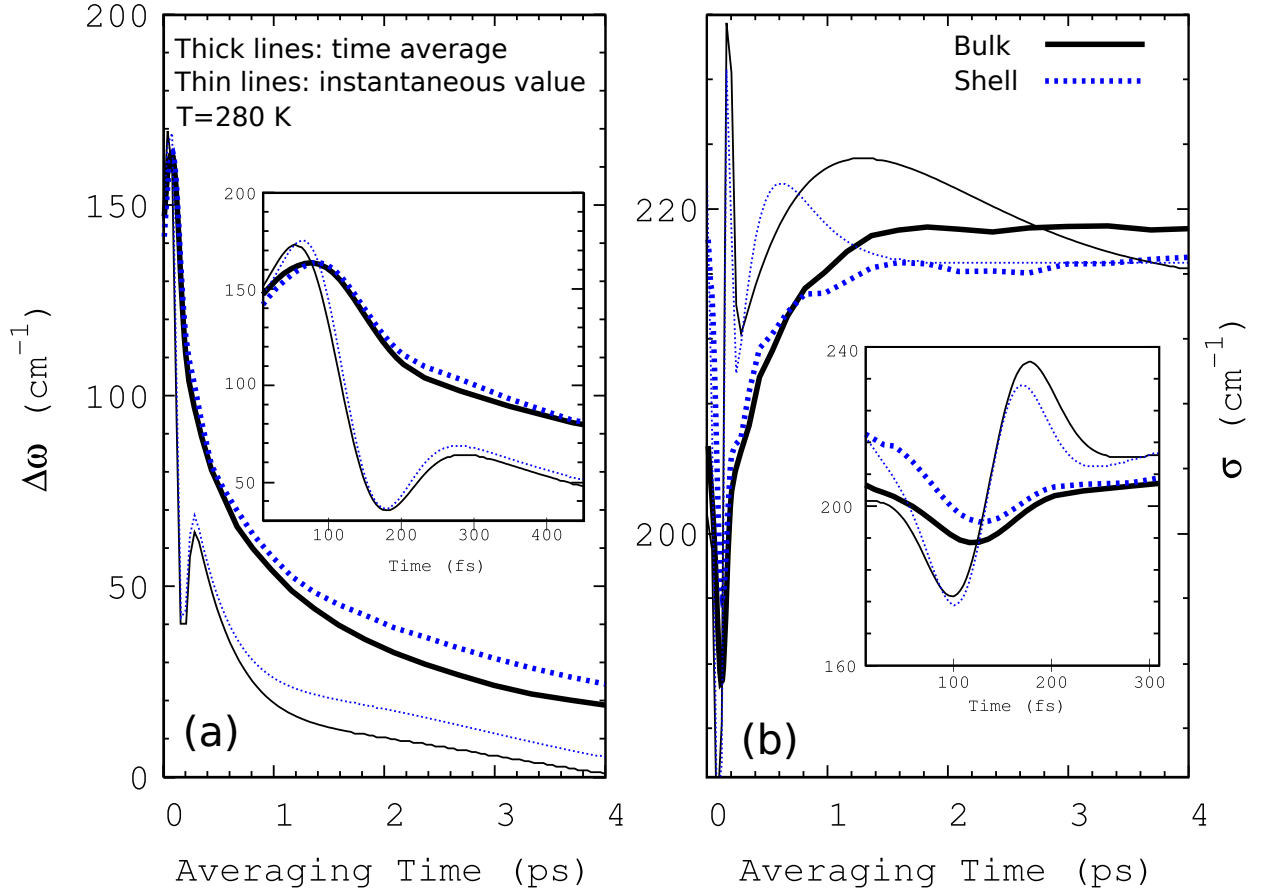 200
150
100
50
0
Δω (cm⁻¹)
Thick lines: time average
Thin lines: instantaneous value
T=280 K
200
150
100
50
100 200 300 400
Time (fs)
(a)
0 1 2 3 4
Averaging Time (ps)
220
200
Bulk
Shell
240
200
160
100 200 300
Time (fs)
(b)
0 1 2 3 4
Averaging Time (ps)
σ (cm⁻¹)